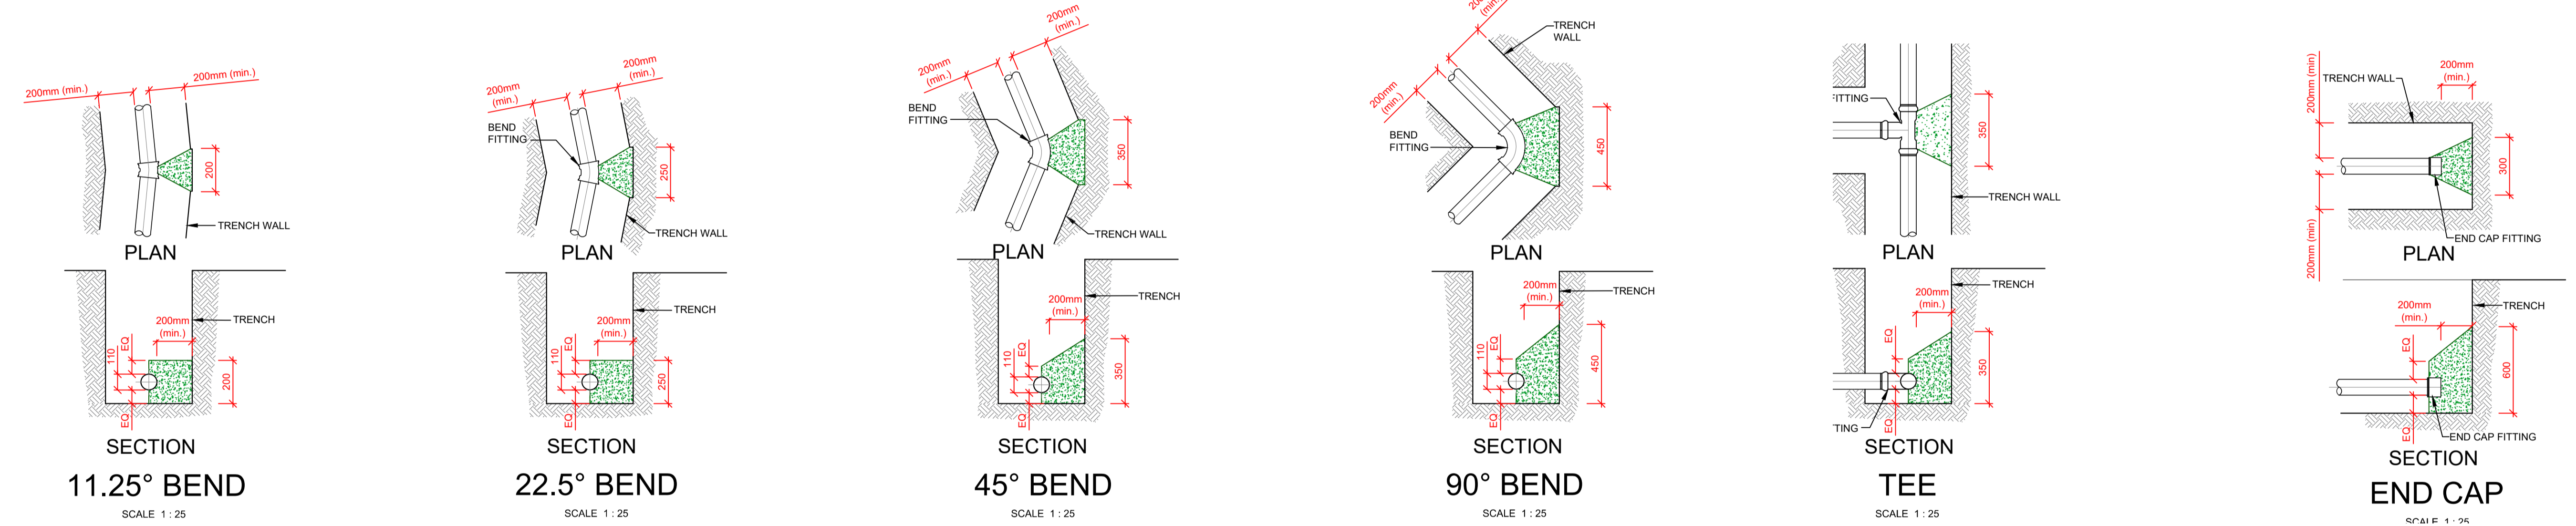 200mm (min.)
200mm (min.)
200
TRENCH WALL
PLAN
200mm
(min.)
TRENCH
110
EQ
EQ
200
SECTION
11.25° BEND
SCALE 1 : 25
200mm
(min.)
200mm
(min.)
BEND
FITTING
250
TRENCH WALL
PLAN
TRENCH
200mm
(min.)
110
EQ
EQ
250
SECTION
22.5° BEND
SCALE 1 : 25
200mm
(min.)
200mm
(min.)
BEND
FITTING
350
TRENCH WALL
PLAN
200mm
(min.)
TRENCH
110
EQ
EQ
350
SECTION
45° BEND
SCALE 1 : 25
TRENCH
WALL
200mm
(min.)
BEND
FITTING
450
PLAN
200mm
(min.)
TRENCH
110
EQ
EQ
450
SECTION
90° BEND
SCALE 1 : 25
FITTING
350
TRENCH WALL
PLAN
TRENCH
200mm
(min.)
EQ
EQ
350
TING
SECTION
TEE
SCALE 1 : 25
200mm (min)
TRENCH WALL
200mm
(min.)
300
200mm (min)
END CAP FITTING
PLAN
200mm
(min.)
TRENCH
EQ
EQ
600
END CAP FITTING
SECTION
END CAP
SCALE 1 : 25